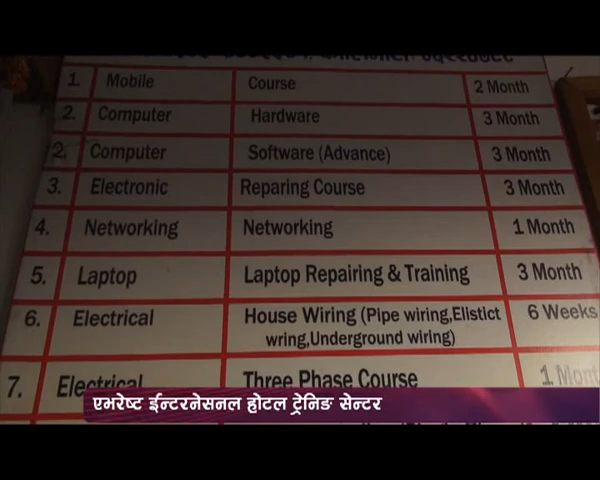 1. Mobile Course 2 Month
2. Computer Hardware 3 Month
2. Computer Software (Advance) 3 Month
3. Electronic Reparing Course 3 Month
4. Networking Networking 1 Month
5. Laptop Laptop Repairing & Training 3 Month
6. Electrical House Wiring (Pipe wiring,Elistict 6 Weeks
wring,Underground wiring)
7. Electrical Three Phase Course 1 Month
एभरेष्ट ईन्टरनेसनल होटल ट्रेनिङ सेन्टर